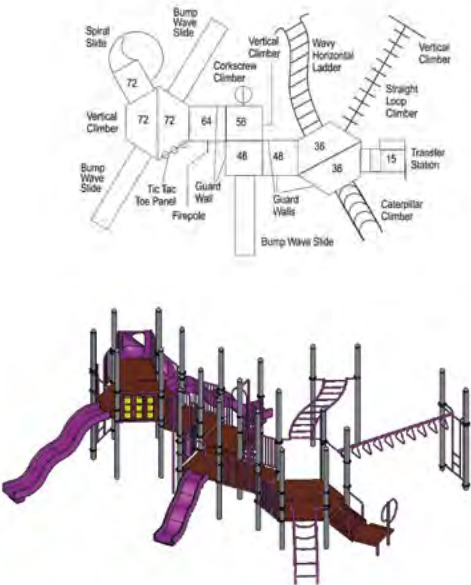 Bump
Wave
Slide
Spiral
Slide
Vertical
Climber
Wavy
Horizontal
Ladder
Vertical
Climber
Corkscrew
Climber
Straight
Loop
Climber
72
Vertical
Climber
72
72
64
56
36
36
48
48
15
Transfer
Station
Bump
Wave
Slide
Tic Tac
Toe Panel
Guard
Wall
Firepole
Guard
Walls
Caterpillar
Climber
Bump Wave Slide